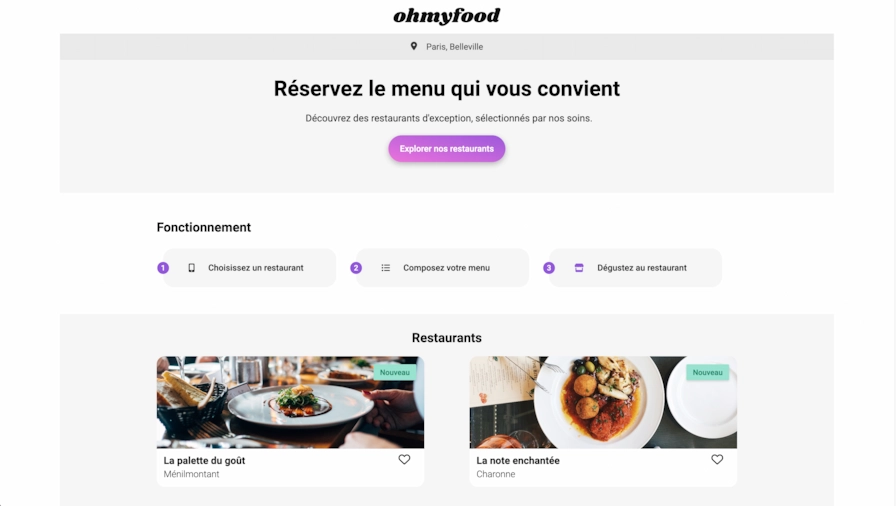 ohmyfood
Paris, Belleville
Réservez le menu qui vous convient
Découvrez des restaurants d'exception, sélectionnés par nos soins.
Explorer nos restaurants
Fonctionnement
1 Choisissez un restaurant
2 Composez votre menu
3 Dégustez au restaurant
Restaurants
Nouveau
Nouveau
La palette du goût
Ménilmontant
La note enchantée
Charonne